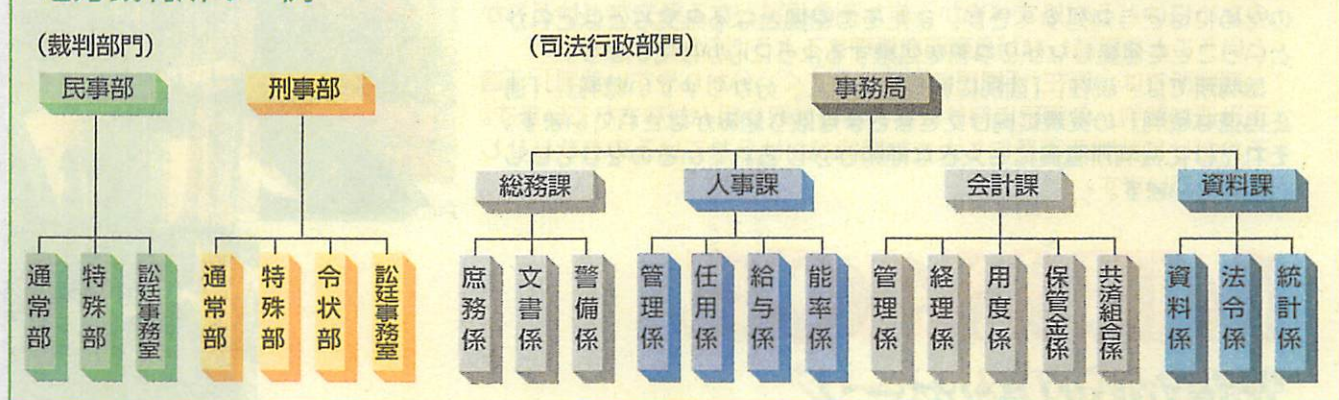 (裁判部門)
(司法行政部門)
民事部
刑事部
事務局
総務課
人事課
会計課
資料課
通常部
特殊部
訟廷事務室
通常部
特殊部
令状部
訟廷事務室
庶務係
文書係
警備係
管理係
任用係
給与係
能率係
管理係
経理係
用度係
保管金係
共済組合係
資料係
法令係
統計係